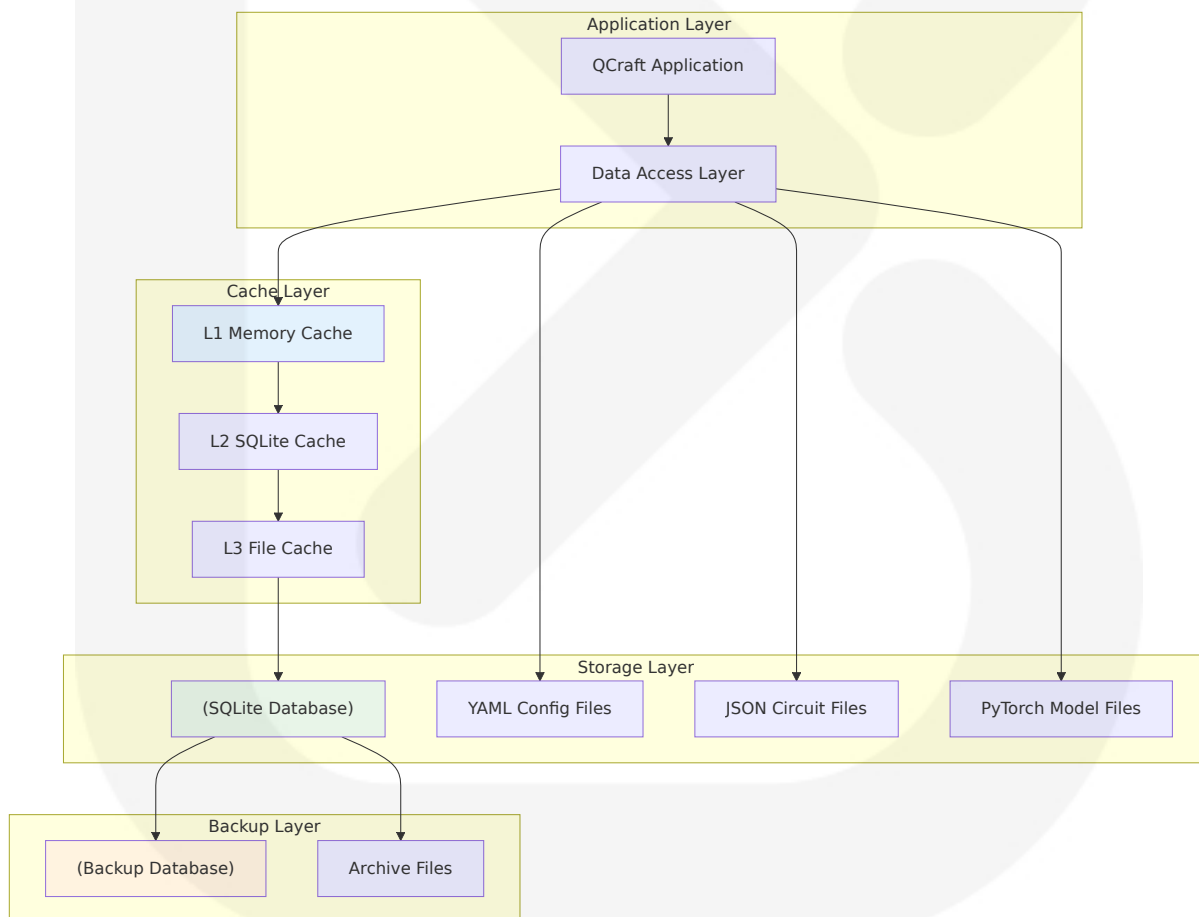 Application Layer
QCraft Application
Data Access Layer
Cache Layer
L1 Memory Cache
L2 SQLite Cache
L3 File Cache
Storage Layer
(SQLite Database)
YAML Config Files
JSON Circuit Files
PyTorch Model Files
Backup Layer
(Backup Database)
Archive Files